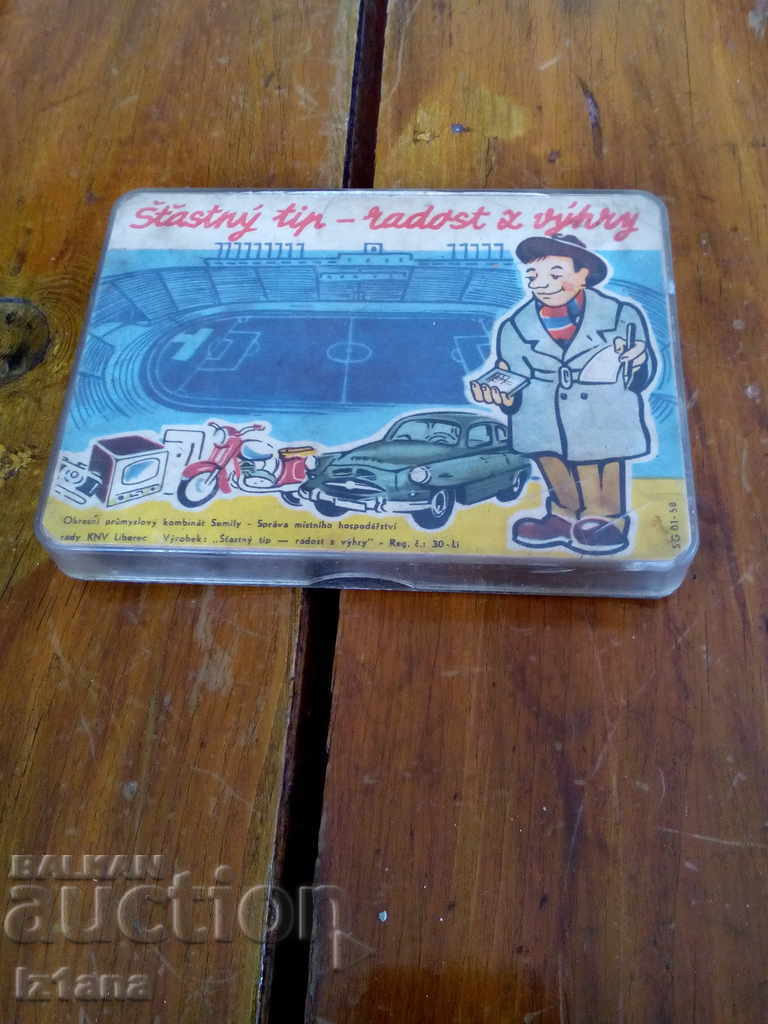 Šťastný tip – radost z výhry
Okresní průmyslový kombinát Semily - Správa místního hospodářství
rady KNV Liberec Výrobek: „Šťastný tip — radost z výhry" - Reg. č.: 30-Li
SG 01-58
BALKAN
auction
Iz1ana